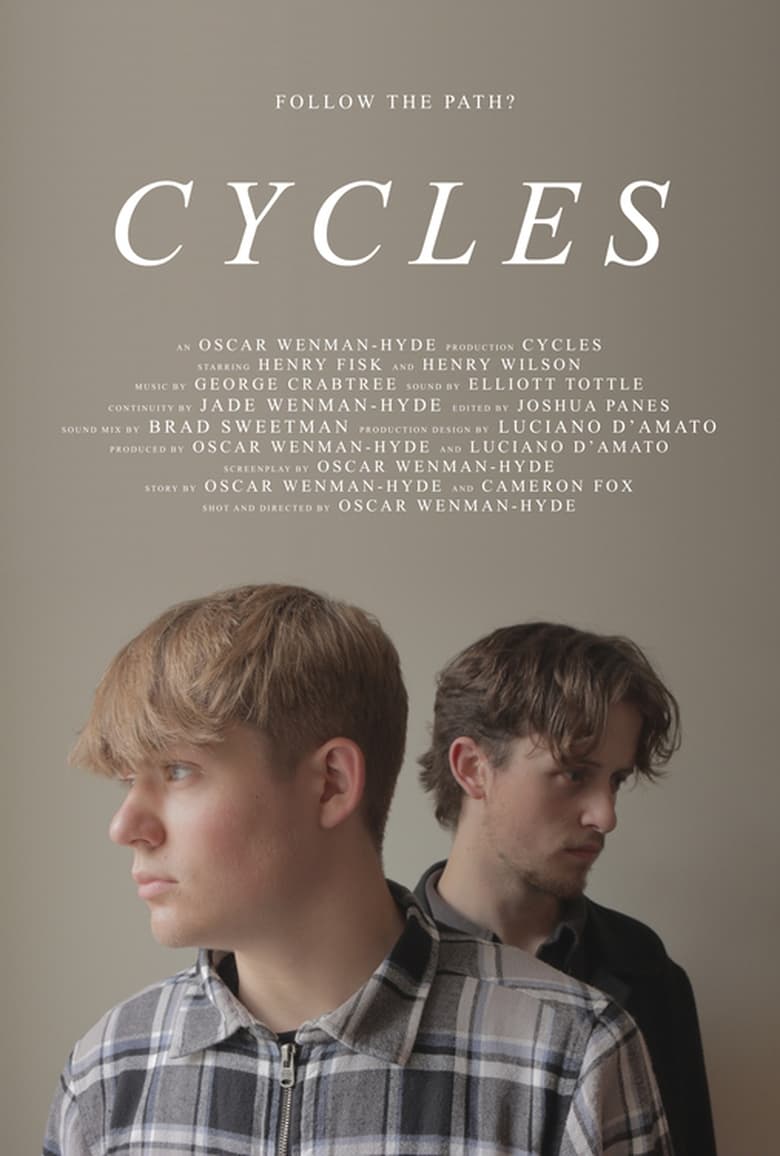 FOLLOW THE PATH?
CYCLES
AN OSCAR WENMAN-HYDE PRODUCTION CYCLES
STARRING HENRY FISK AND HENRY WILSON
MUSIC BY GEORGE CRABTREE SOUND BY ELLIOTT TOTTLE
CONTINUITY BY JADE WENMAN-HYDE EDITED BY JOSHUA PANES
SOUND MIX BY BRAD SWEETMAN PRODUCTION DESIGN BY LUCIANO D'AMATO
PRODUCED BY OSCAR WENMAN-HYDE AND LUCIANO D'AMATO
SCREENPLAY BY OSCAR WENMAN-HYDE
STORY BY OSCAR WENMAN-HYDE AND CAMERON FOX
SHOT AND DIRECTED BY OSCAR WENMAN-HYDE